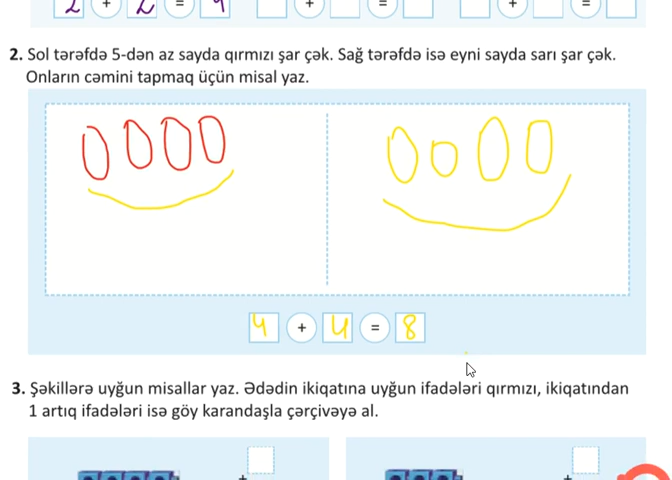 2 + 2 = 4 + = + =
2. Sol tərəfdə 5-dən az sayda qırmızı şar çək. Sağ tərəfdə isə eyni sayda sarı şar çək.
Onların cəmini tapmaq üçün misal yaz.
4 + 4 = 8
3. Şəkillərə uyğun misallar yaz. Ədədin ikiqatına uyğun ifadələri qırmızı, ikiqatından
1 artıq ifadələri isə göy karandaşla çərçivəyə al.